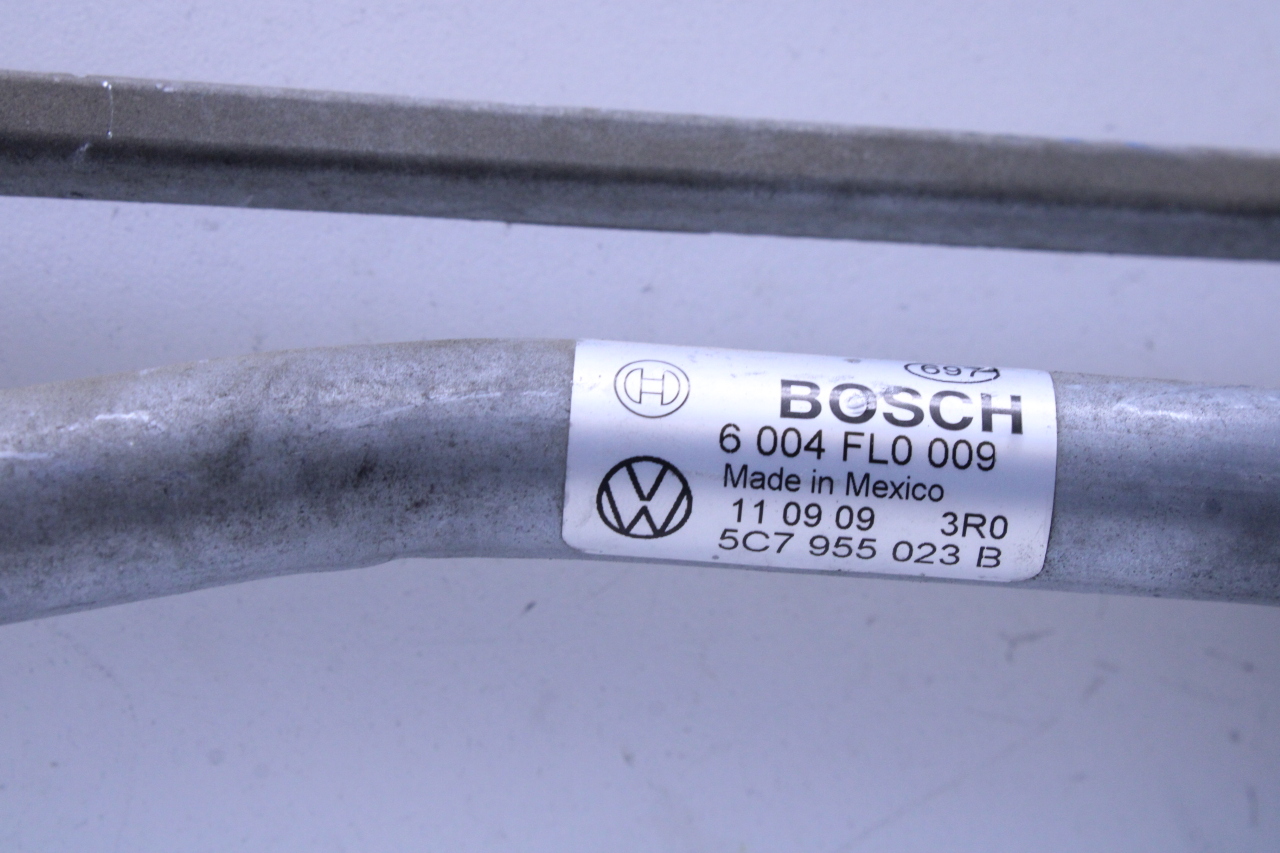 697
BOSCH
6 004 FL0 009
Made in Mexico
11 09 09 3R0
5C7 955 023 B